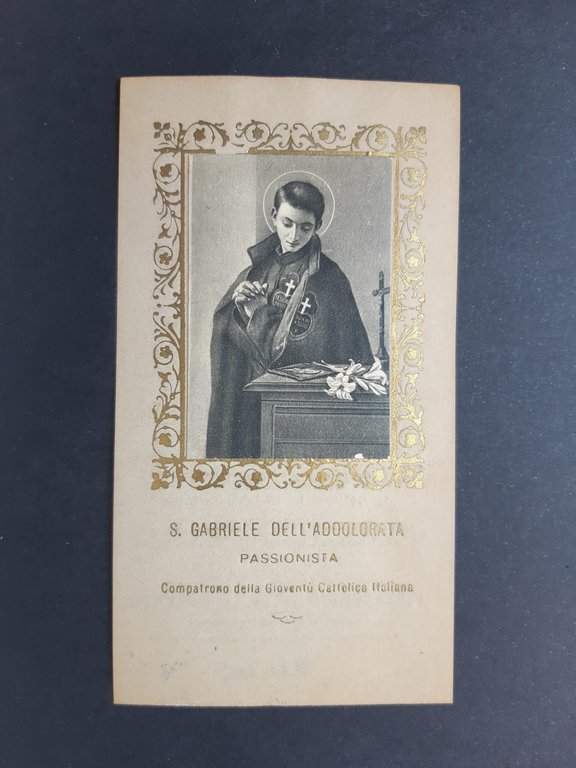 S. GABRIELE DELL'ADDOLORATA
PASSIONISTA
Compatrono della Gioventù Cattolica Italiana